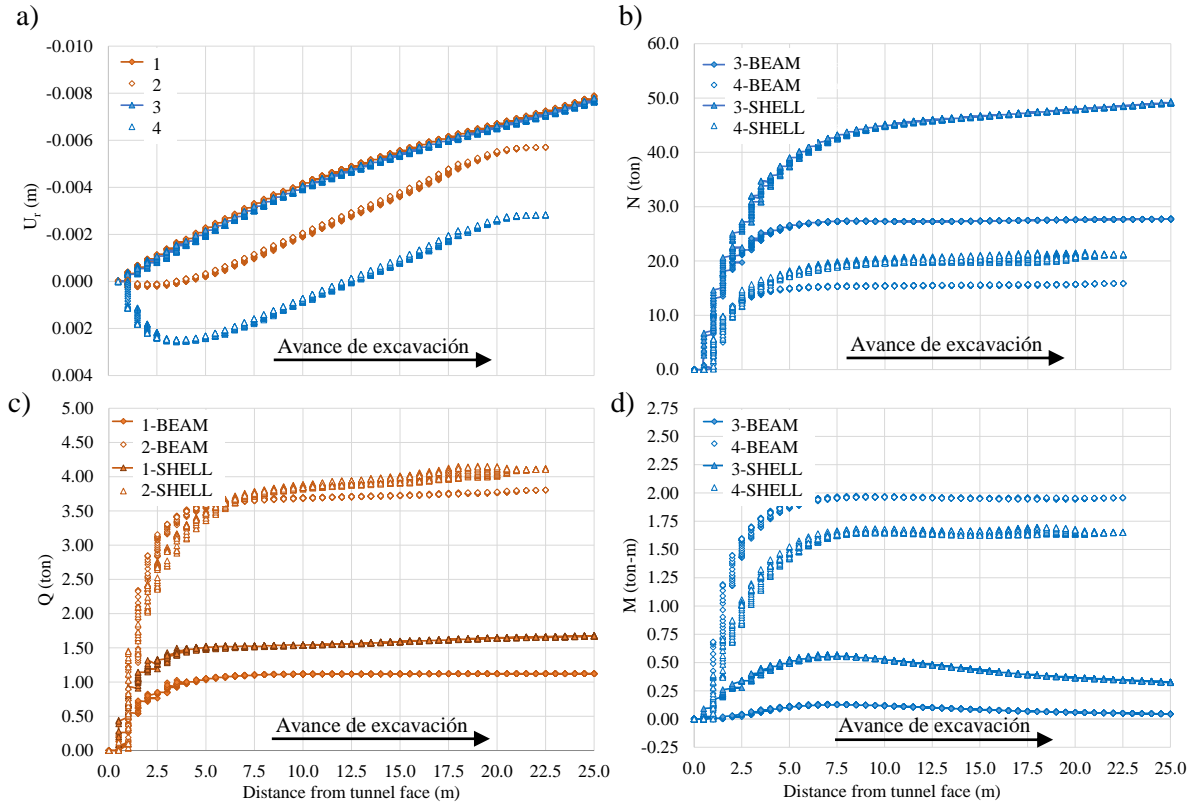 a)
-0.010
-0.008
-0.006
-0.004
-0.002
0.000
0.002
0.004
Ur (m)
1
2
3
4
Avance de excavación
b)
60.0
50.0
40.0
30.0
20.0
10.0
0.0
N (ton)
3-BEAM
4-BEAM
3-SHELL
4-SHELL
Avance de excavación
c)
5.00
4.50
4.00
3.50
3.00
2.50
2.00
1.50
1.00
0.50
0.00
Q (ton)
1-BEAM
2-BEAM
1-SHELL
2-SHELL
Avance de excavación
0.0 2.5 5.0 7.5 10.0 12.5 15.0 17.5 20.0 22.5 25.0
Distance from tunnel face (m)
d)
2.75
2.50
2.25
2.00
1.75
1.50
1.25
1.00
0.75
0.50
0.25
0.00
-0.25
M (ton-m)
3-BEAM
4-BEAM
3-SHELL
4-SHELL
Avance de excavación
0.0 2.5 5.0 7.5 10.0 12.5 15.0 17.5 20.0 22.5 25.0
Distance from tunnel face (m)